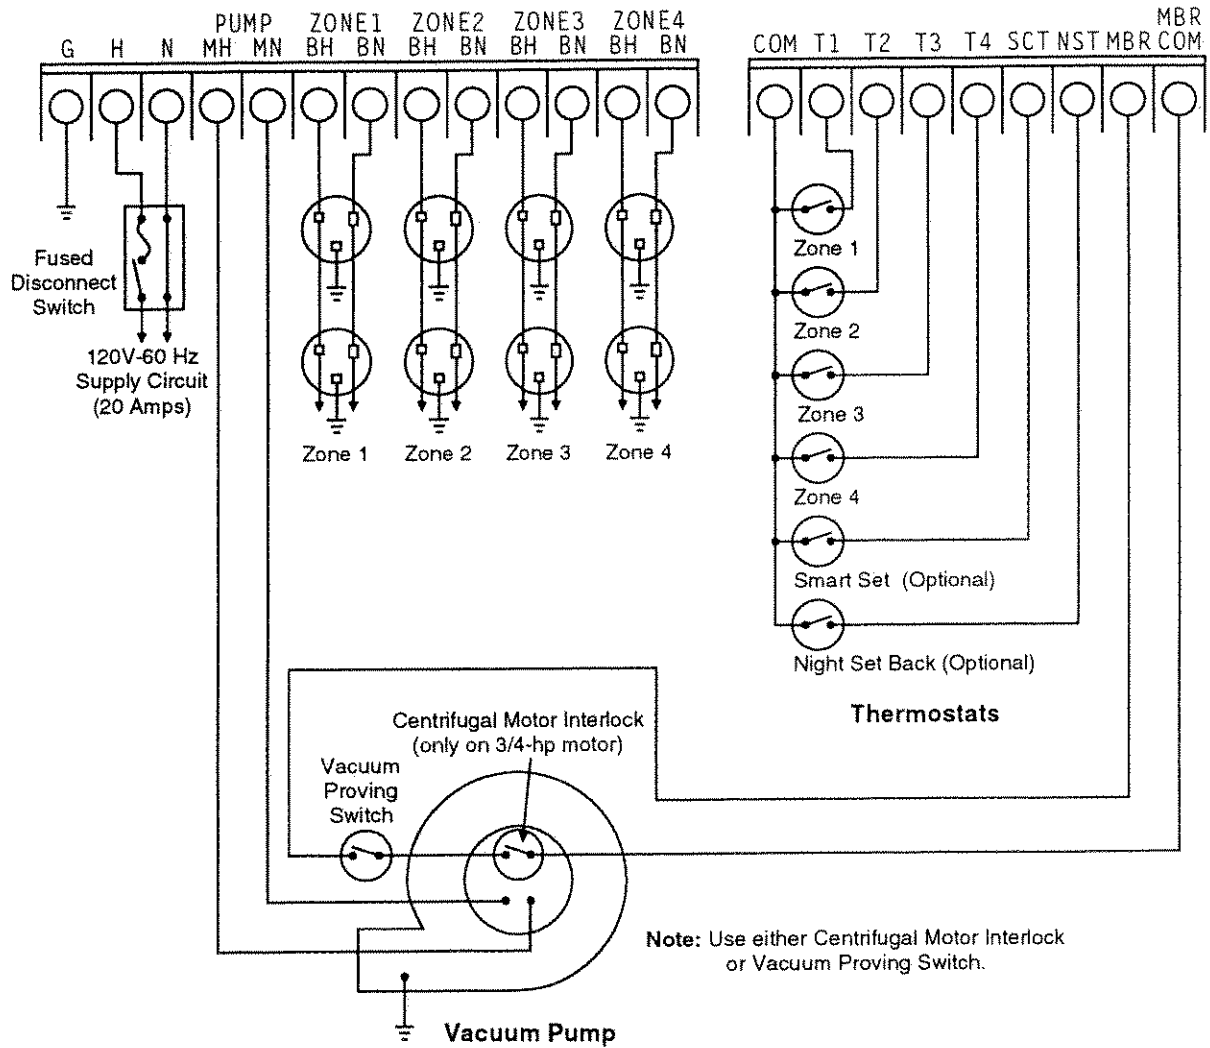 PUMP ZONE1 ZONE2 ZONE3 ZONE4
G H N MH MN BH BN BH BN BH BN BH BN
MBR
COM T1 T2 T3 T4 SCT NST MBR COM
Fused
Disconnect
Switch
120V-60 Hz
Supply Circuit
(20 Amps)
Zone 1 Zone 2 Zone 3 Zone 4
Zone 1
Zone 2
Zone 3
Zone 4
Smart Set (Optional)
Night Set Back (Optional)
Thermostats
Centrifugal Motor Interlock
(only on 3/4-hp motor)
Vacuum
Proving
Switch
Note: Use either Centrifugal Motor Interlock
or Vacuum Proving Switch.
Vacuum Pump